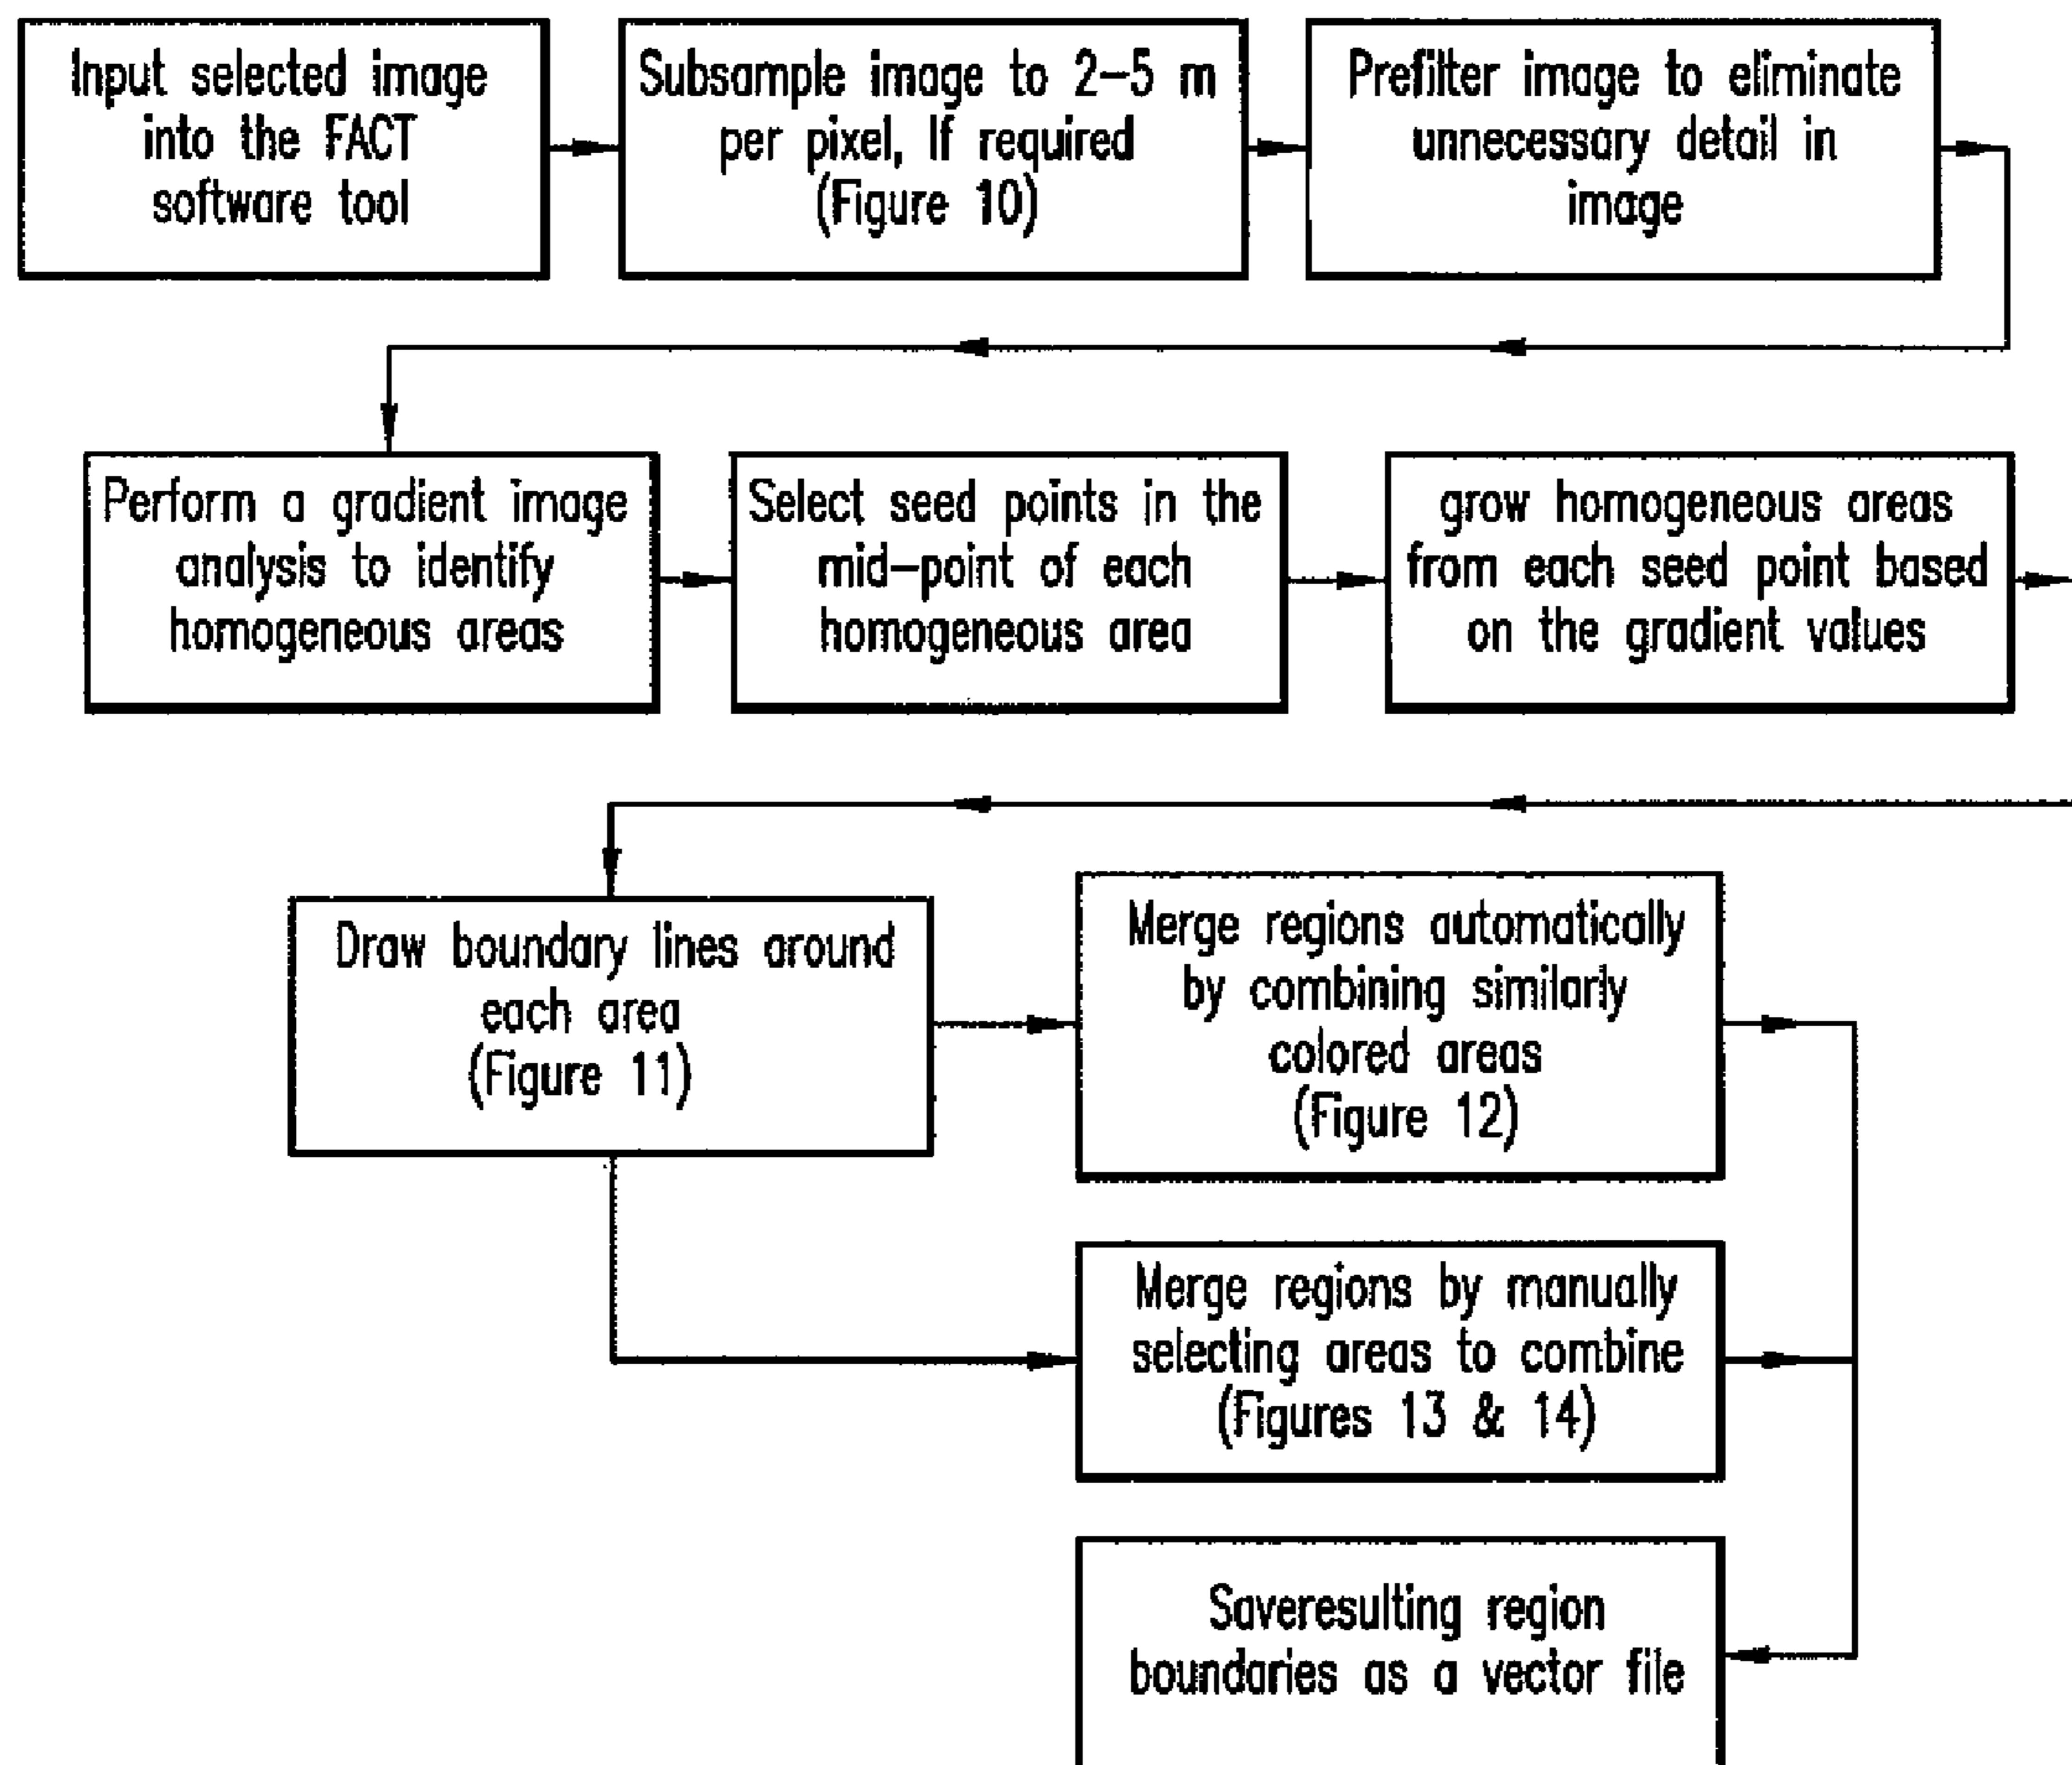 Input selected image
into the FACT
software tool
Subsample image to 2-5 m
per pixel, If required
(Figure 10)
Prefilter image to eliminate
unnecessary detail in
image
Perform a gradient image
analysis to identify
homogeneous areas
Select seed points in the
mid-point of each
homogeneous area
grow homogeneous areas
from each seed point based
on the gradient values
Draw boundary lines around
each area
(Figure 11)
Merge regions automatically
by combining similarly
colored areas
(Figure 12)
Merge regions by manually
selecting areas to combine
(Figures 13 & 14)
Saveresulting region
boundaries as a vector file